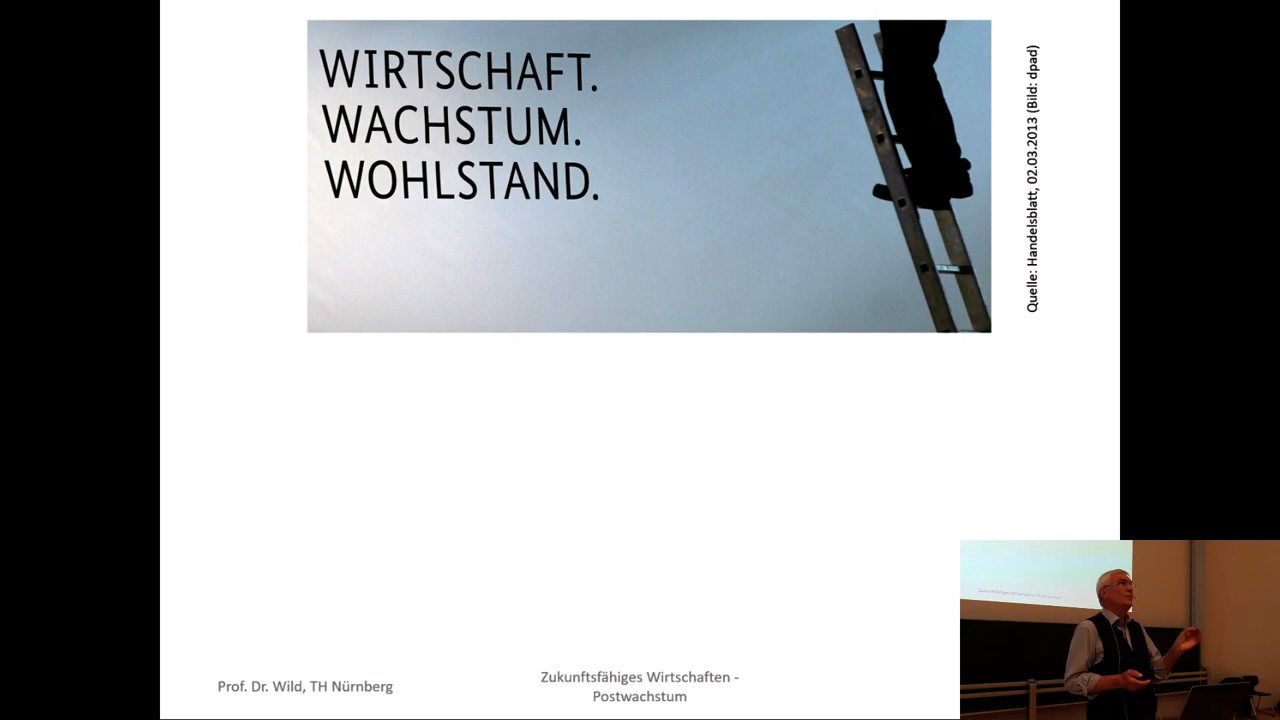 WIRTSCHAFT.
WACHSTUM.
WOHLSTAND.
Quelle: Handelsblatt, 02.03.2013 (Bild: dpad)
Prof. Dr. Wild, TH Nürnberg
Zukunftsfähiges Wirtschaften -
Postwachstum